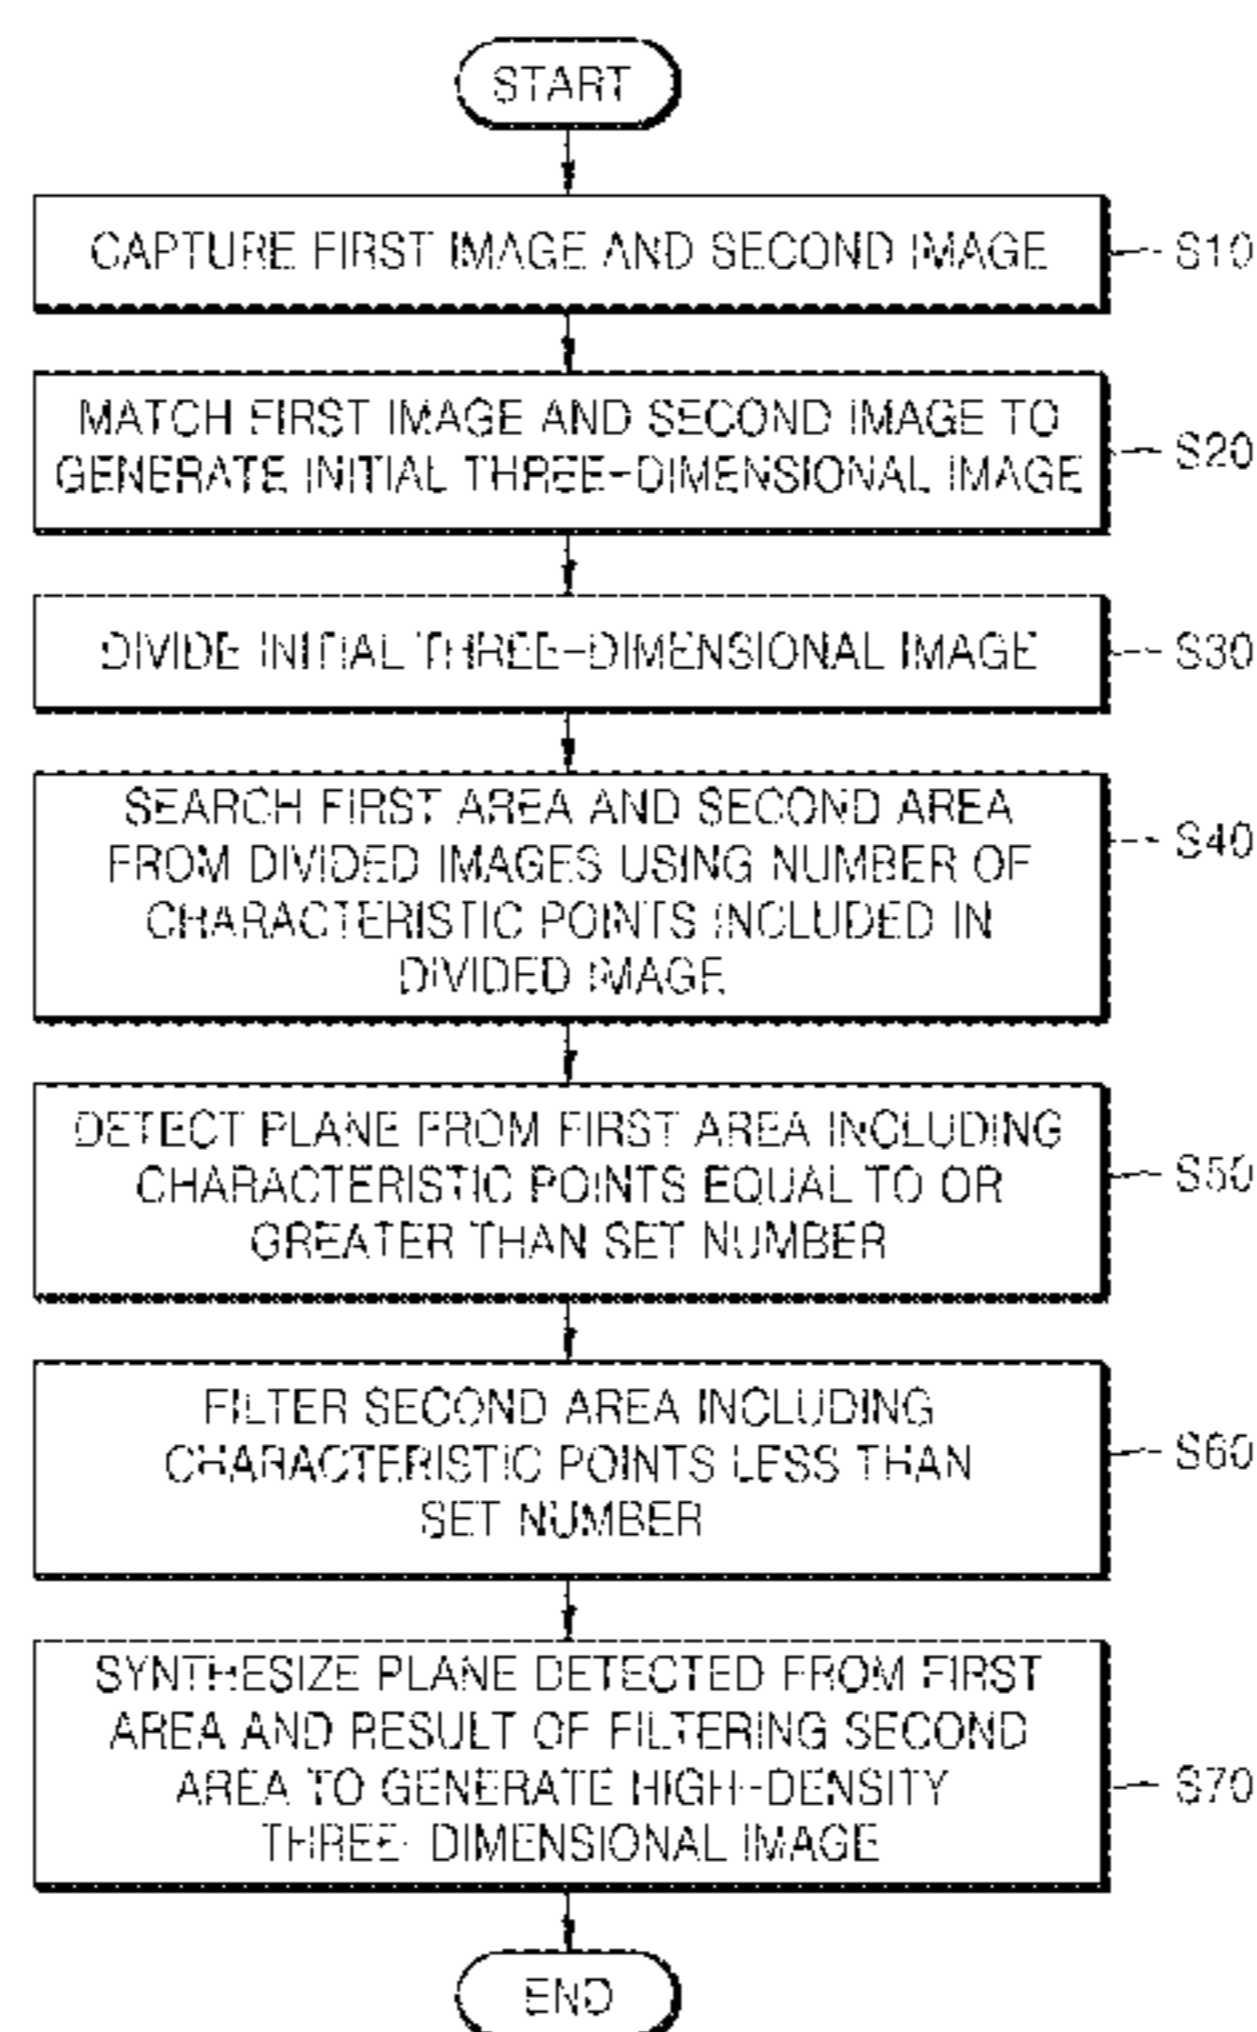 START
CAPTURE FIRST IMAGE AND SECOND IMAGE
S10
MATCH FIRST IMAGE AND SECOND IMAGE TO
GENERATE INITIAL THREE-DIMENSIONAL IMAGE
S20
DIVIDE INITIAL THREE-DIMENSIONAL IMAGE
S30
SEARCH FIRST AREA AND SECOND AREA
FROM DIVIDED IMAGES USING NUMBER OF
CHARACTERISTIC POINTS INCLUDED IN
DIVIDED IMAGE
S40
DETECT PLANE FROM FIRST AREA INCLUDING
CHARACTERISTIC POINTS EQUAL TO OR
GREATER THAN SET NUMBER
S50
FILTER SECOND AREA INCLUDING
CHARACTERISTIC POINTS LESS THAN
SET NUMBER
S60
SYNTHESIZE PLANE DETECTED FROM FIRST
AREA AND RESULT OF FILTERING SECOND
AREA TO GENERATE HIGH-DENSITY
THREE-DIMENSIONAL IMAGE
S70
END